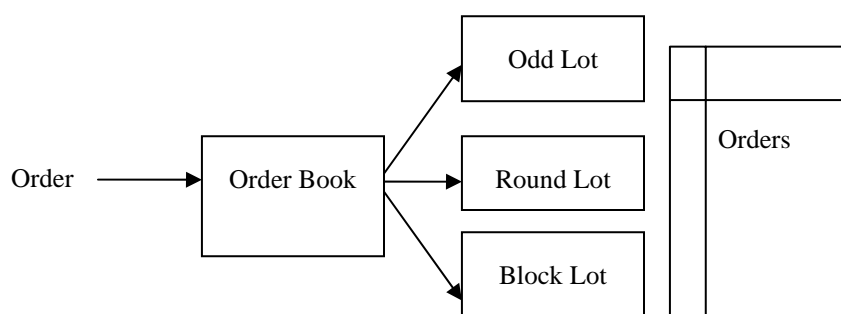 Odd Lot
Orders
Order
Order Book
Round Lot
Block Lot